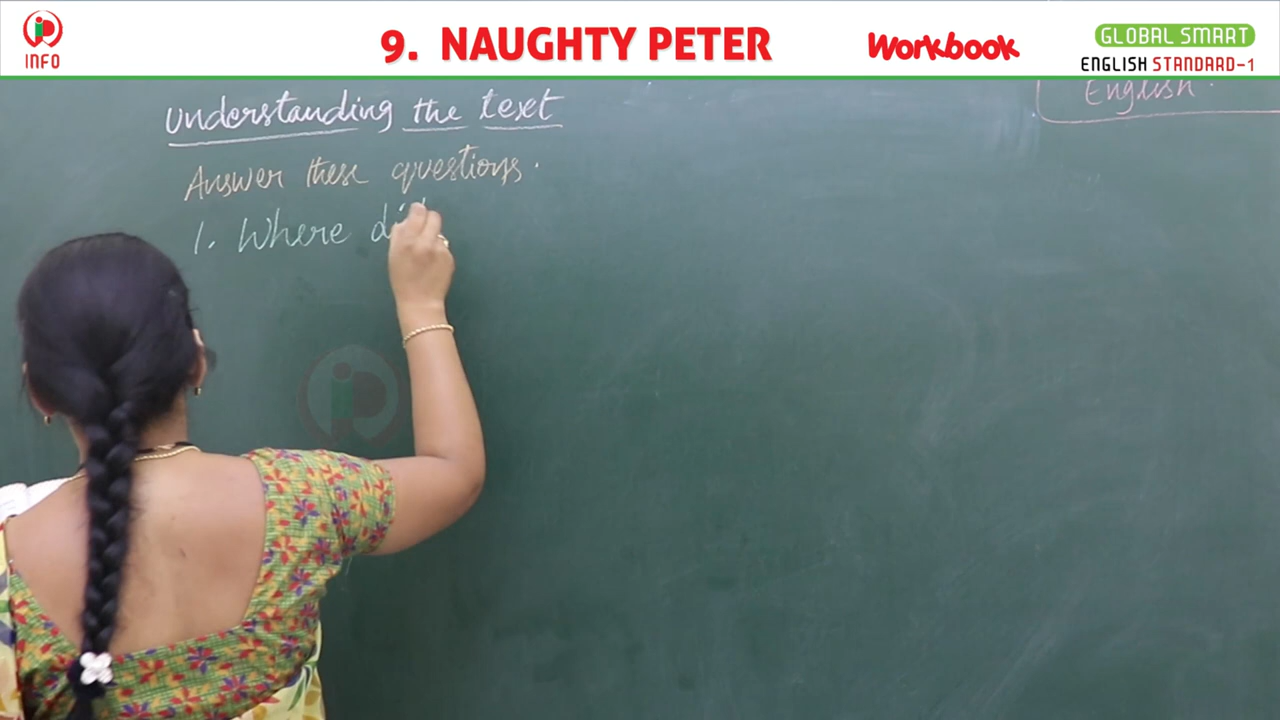 INFO
9. NAUGHTY PETER
Workbook
GLOBAL SMART
ENGLISH STANDARD-1
English.
Understanding the text
Answer these questions.
1. Where di